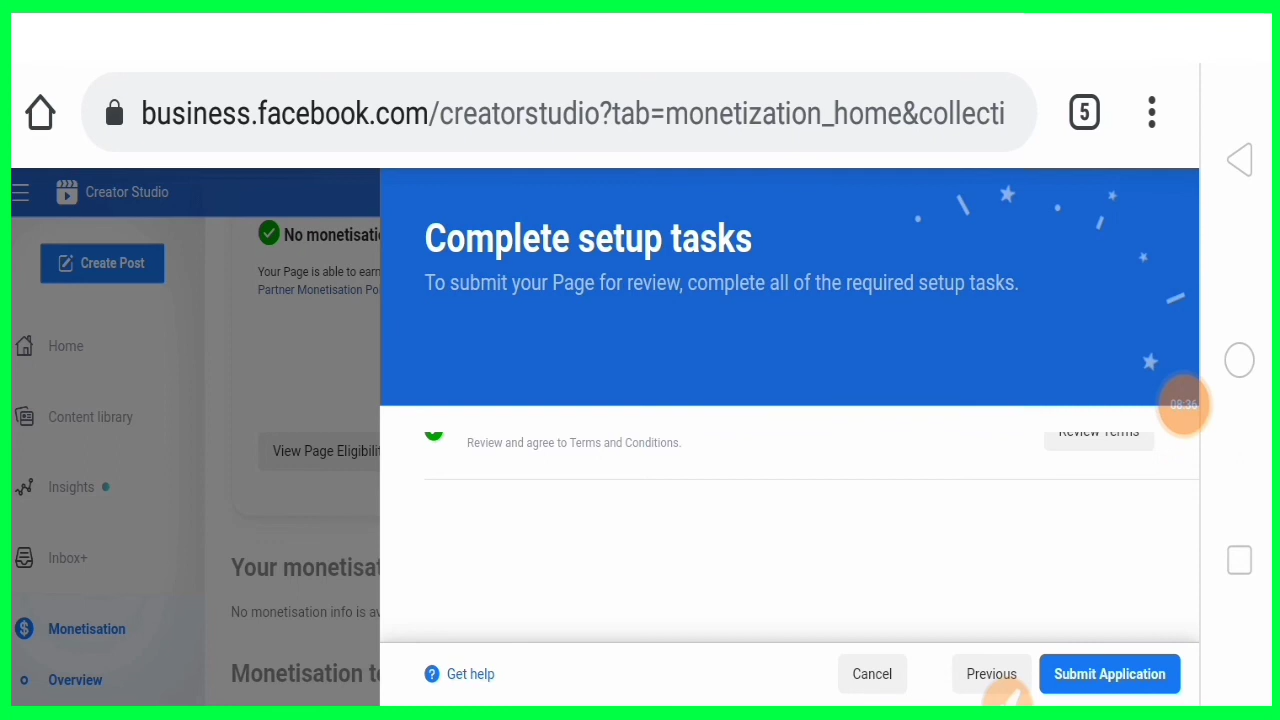 business.facebook.com/creatorstudio?tab=monetization_home&collecti
5
Creator Studio
Create Post
Home
Content library
Insights
Inbox+
Monetisation
Overview
No monetisatio
Your Page is able to earn
Partner Monetisation Po
View Page Eligibilit
Your monetisat
No monetisation info is av
Monetisation to
Complete setup tasks
To submit your Page for review, complete all of the required setup tasks.
08:36
Review and agree to Terms and Conditions.
Review Terms
Get help
Cancel
Previous
Submit Application